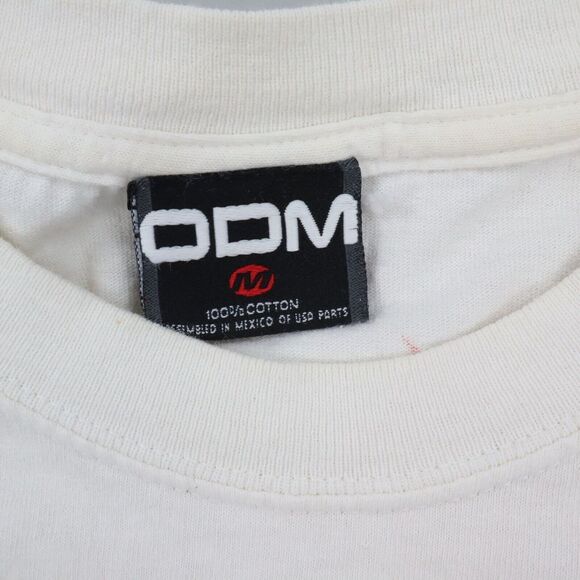 ODM
M
100% COTTON
ASSEMBLED IN MEXICO OF USA PARTS